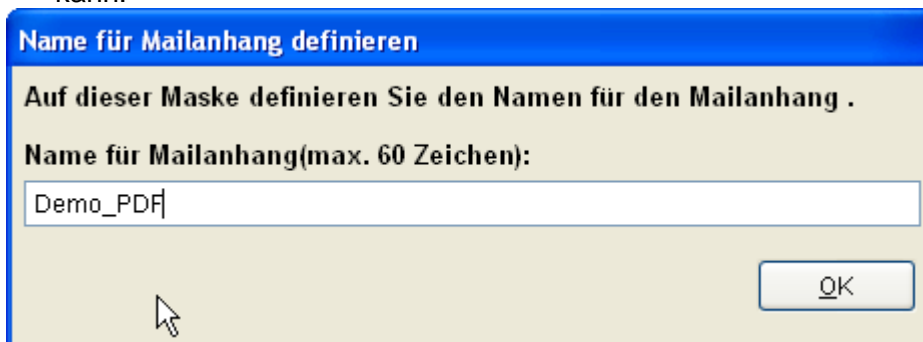 kann.
Name für Mailanhang definieren
Auf dieser Maske definieren Sie den Namen für den Mailanhang .
Name für Mailanhang(max. 60 Zeichen):
Demo_PDF
OK